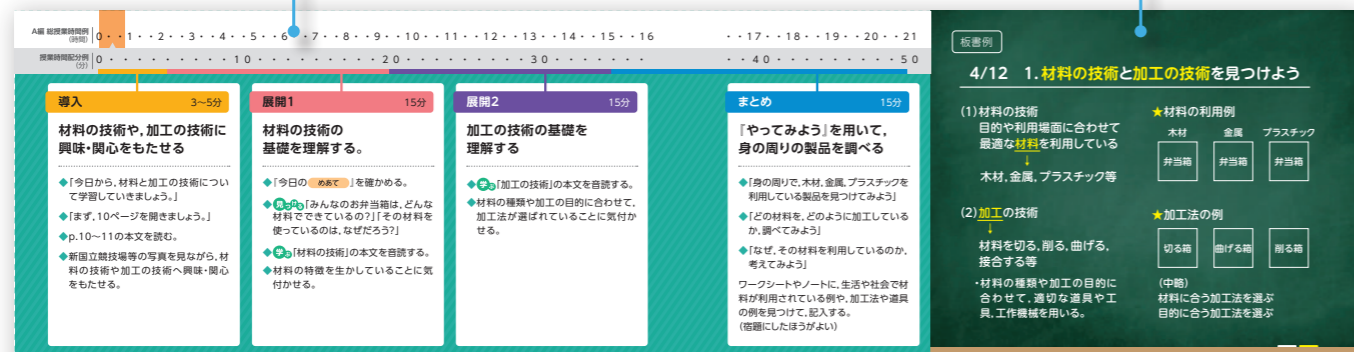 A編 総授業時間例
(時間)
0・・1・・2・・3・・4・・5・・6・・7・・8・・9・・10・・11・・12・・13・・14・・15・・16 ・・17・・18・・19・・20・・21
授業時間配分例
(分)
0・・・・・・・・・10・・・・・・・・・20・・・・・・・・・30・・・・・・・ ・・40・・・・・・・・・50
導入 3〜5分
材料の技術や,加工の技術に
興味・関心をもたせる
◆「今日から,材料と加工の技術につい
て学習していきましょう。」
◆「まず,10ページを開きましょう。」
◆p.10〜11の本文を読む。
◆新国立競技場等の写真を見ながら,材
料の技術や加工の技術へ興味・関心
をもたせる。
展開1 15分
材料の技術の
基礎を理解する。
◆「今日の めあて 」を確かめる。
◆見つける「みんなのお弁当箱は,どんな
材料でできているの?」「その材料を
使っているのは,なぜだろう?」
◆学ぶ「材料の技術」の本文を音読する。
◆材料の特徴を生かしていることに気
付かせる。
展開2 15分
加工の技術の基礎を
理解する
◆学ぶ「加工の技術」の本文を音読する。
◆材料の種類や加工の目的に合わせて,
加工法が選ばれていることに気付か
せる。
まとめ 15分
『やってみよう』を用いて,
身の周りの製品を調べる
◆「身の周りで,木材,金属,プラスチックを
利用している製品を見つけてみよう」
◆「どの材料を,どのように加工している
か,調べてみよう」
◆「なぜ,その材料を利用しているのか,
考えてみよう」
ワークシートやノートに,生活や社会で材
料が利用されている例や,加工法や道具
の例を見つけて,記入する。
(宿題にしたほうがよい)
板書例
4/12 1.材料の技術と加工の技術を見つけよう
(1)材料の技術
目的や利用場面に合わせて
最適な材料を利用している
↓
木材,金属,プラスチック等
(2)加工の技術
↓
材料を切る,削る,曲げる,
接合する等
・材料の種類や加工の目的に
合わせて,適切な道具や工
具,工作機械を用いる。
★材料の利用例
木材 金属 プラスチック
弁当箱 弁当箱 弁当箱
★加工法の例
切る箱 曲げる箱 削る箱
(中略)
材料に合う加工法を選ぶ
目的に合う加工法を選ぶ